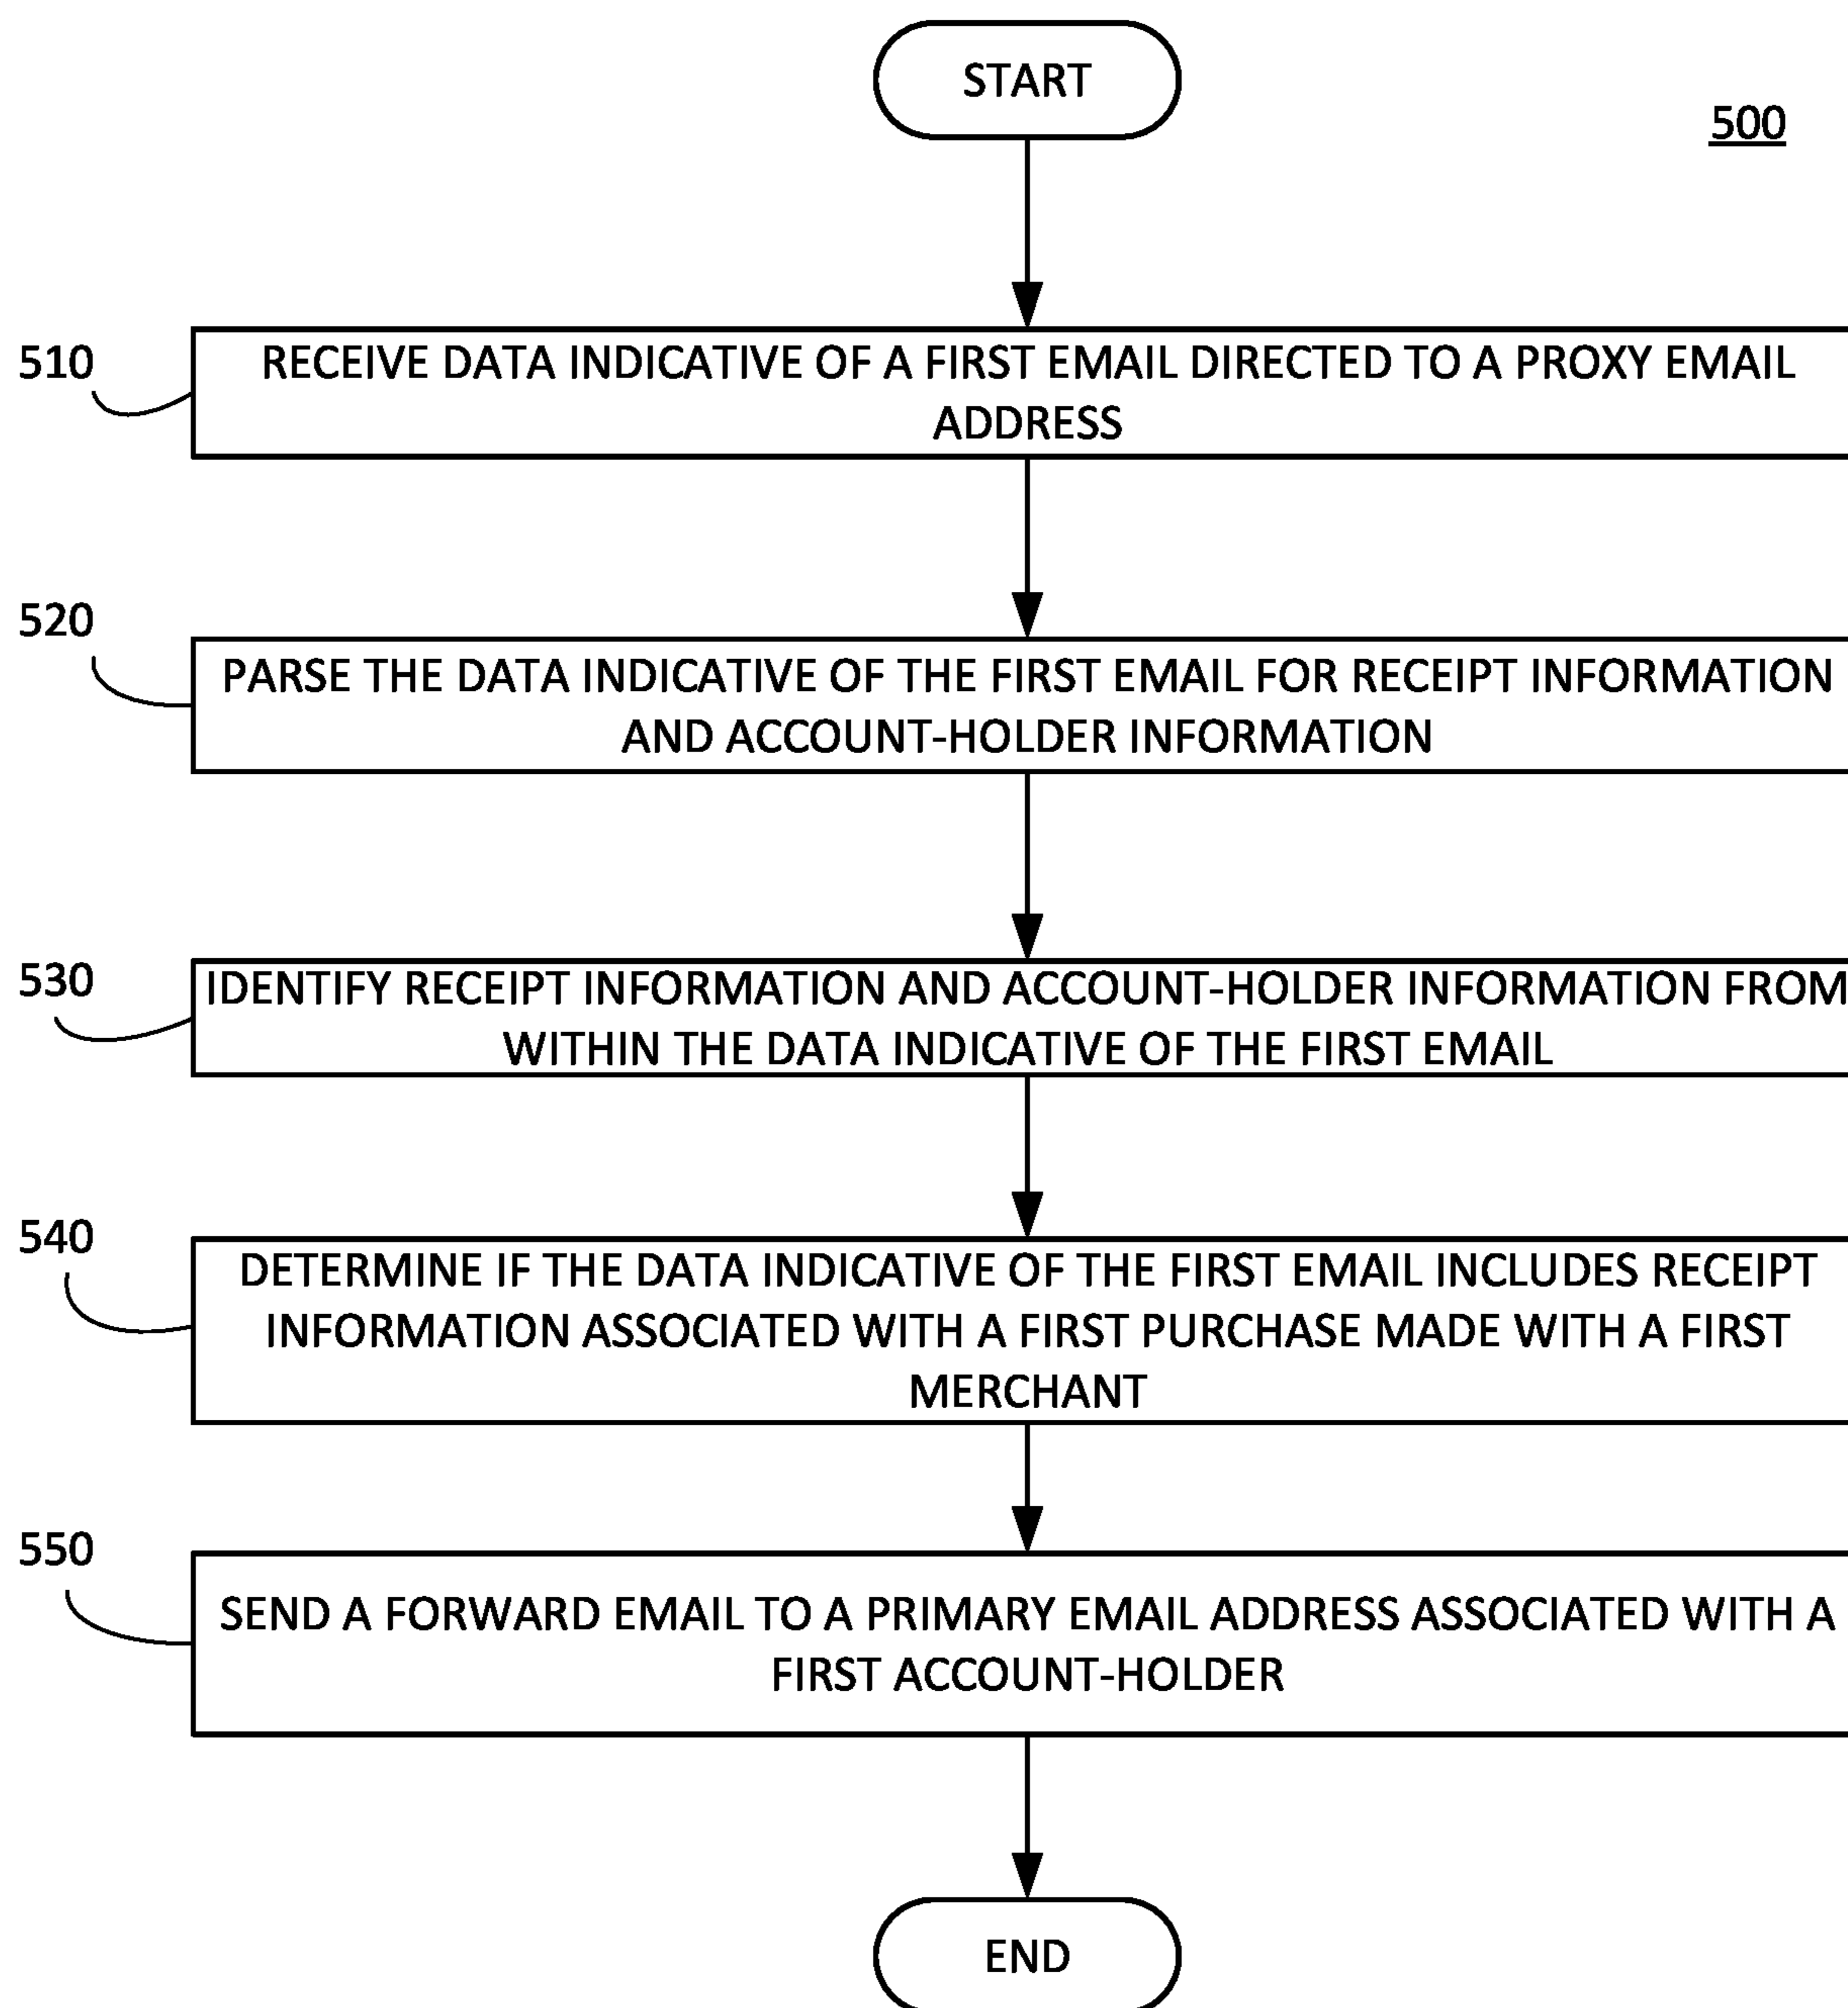 START
500
510
RECEIVE DATA INDICATIVE OF A FIRST EMAIL DIRECTED TO A PROXY EMAIL
ADDRESS
520
PARSE THE DATA INDICATIVE OF THE FIRST EMAIL FOR RECEIPT INFORMATION
AND ACCOUNT-HOLDER INFORMATION
530
IDENTIFY RECEIPT INFORMATION AND ACCOUNT-HOLDER INFORMATION FROM
WITHIN THE DATA INDICATIVE OF THE FIRST EMAIL
540
DETERMINE IF THE DATA INDICATIVE OF THE FIRST EMAIL INCLUDES RECEIPT
INFORMATION ASSOCIATED WITH A FIRST PURCHASE MADE WITH A FIRST
MERCHANT
550
SEND A FORWARD EMAIL TO A PRIMARY EMAIL ADDRESS ASSOCIATED WITH A
FIRST ACCOUNT-HOLDER
END